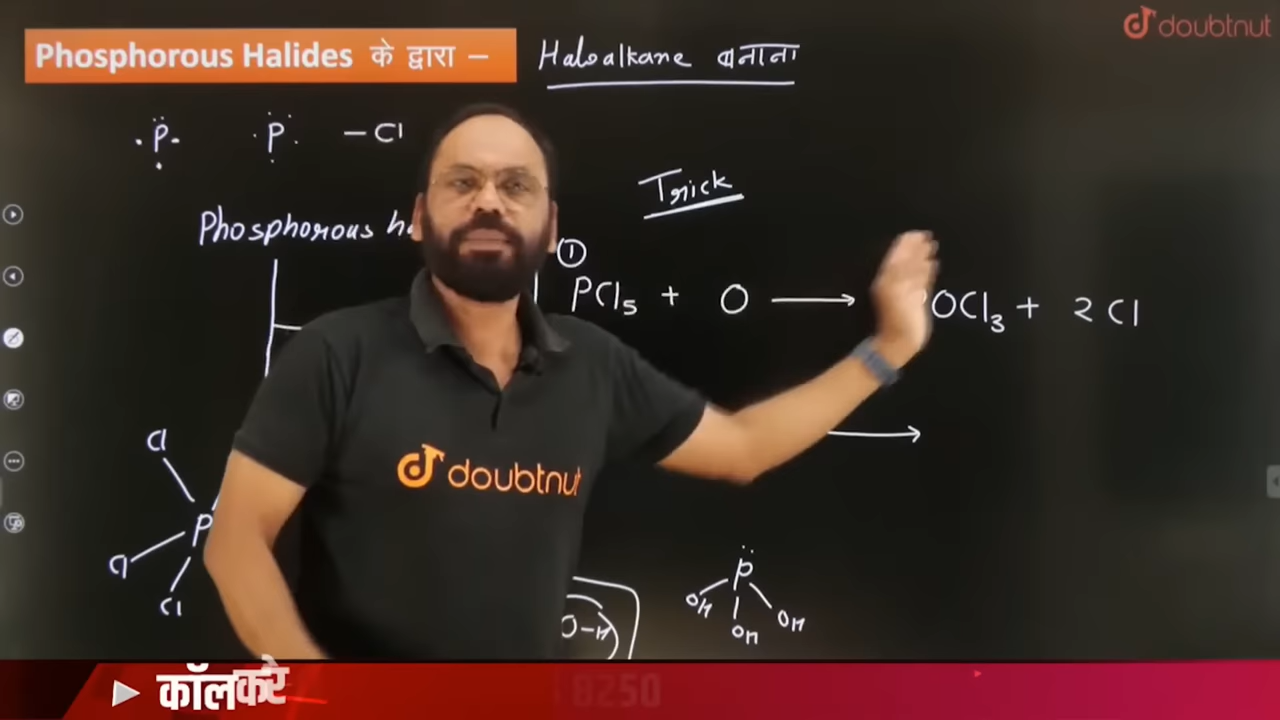 doubtnut
Phosphorous Halides के द्वारा –
Haloalkane बनाना
P
P
– Cl
Trick
Phosphorous
①
PCl₅ + O ⟶ OCl₃ + 2 Cl
⟶
Cl
P
Cl
Cl
doubtnut
O–H
P
OH
OH
OH
कॉल करे
8250